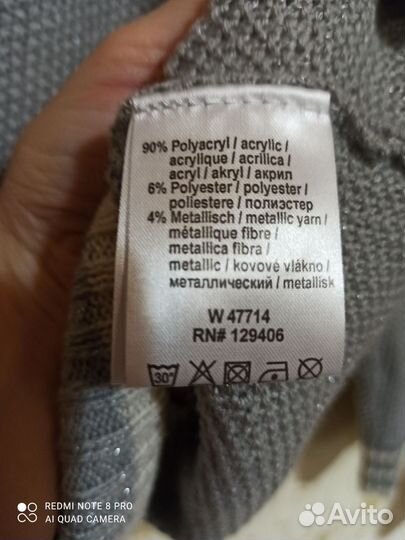 90% Polyacryl / acrylic /
acrylique / acrilica /
acryl / akryl / акрил
6% Polyester / polyester /
poliestere / полиэстер
4% Metallisch / metallic yarn /
métallique fibre /
metallica fibra /
metallic / kovové vlákno /
металлический / metallisk
W 47714
RN# 129406
30°
REDMI NOTE 8 PRO
AI QUAD CAMERA
Avito